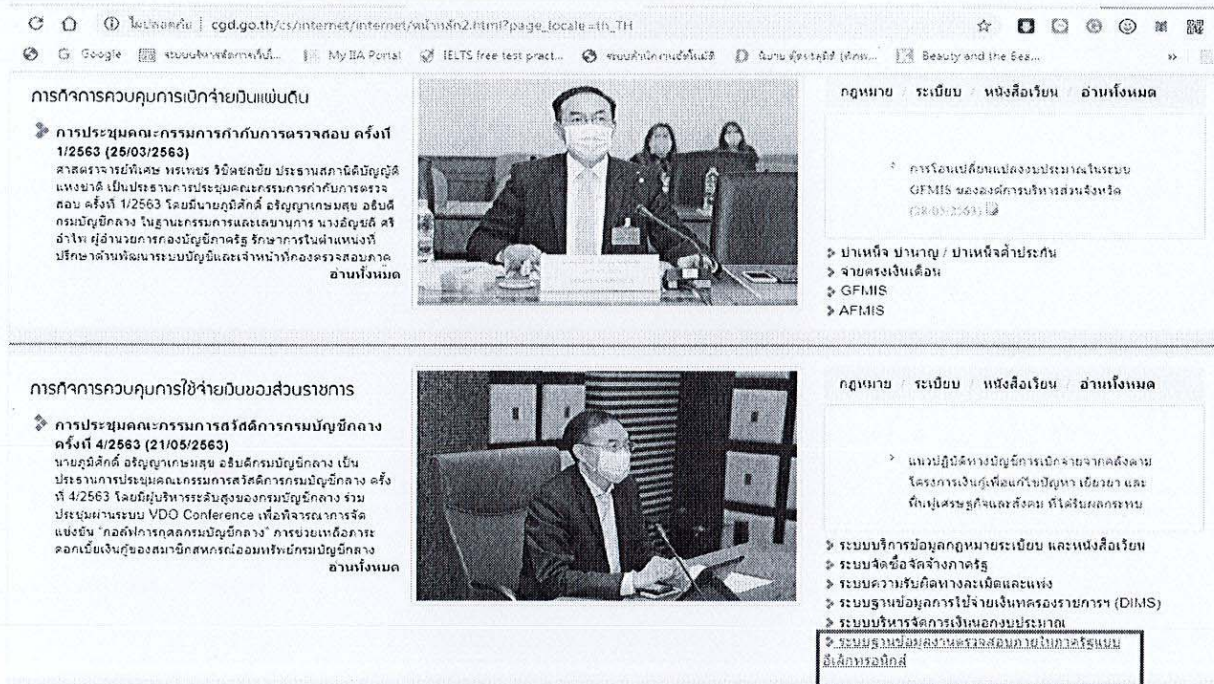 ไม่ปลอดภัย | cgd.go.th/cs/internet/internet/หน้าหลัก2.html?page_locale=th_TH
Google
My IIA Portal
IELTS free test pract...
Beauty and the Bea...
ภารกิจการควบคุมการเบิกจ่ายเงินแผ่นดิน
การประชุมคณะกรรมการกำกับการตรวจสอบ ครั้งที่
1/2563 (25/03/2563)
ศาสตราจารย์พิเศษ พรเพชร วิชิตชลชัย ประธานสภานิติบัญญัติ
แห่งชาติ เป็นประธานการประชุมคณะกรรมการกำกับการตรวจ
สอบ ครั้งที่ 1/2563 โดยมีนายภูมิศักดิ์ อรัญญาเกษมสุข อธิบดี
กรมบัญชีกลาง ในฐานะกรรมการและเลขานุการ นางอัญชลี ศรี
อำไพ ผู้อำนวยการกองบัญชีภาครัฐ รักษาการในตำแหน่งที่
ปรึกษาด้านพัฒนาระบบบัญชีและเจ้าหน้าที่กองตรวจสอบภาค
อ่านทั้งหมด
กฎหมาย / ระเบียบ / หนังสือเวียน / อ่านทั้งหมด
การโอนเปลี่ยนแปลงงบประมาณในระบบ
GFMIS ขององค์การบริหารส่วนจังหวัด
(28/05/2563)
บำเหน็จ บำนาญ / บำเหน็จค้ำประกัน
จ่ายตรงเงินเดือน
GFMIS
AFMIS
ภารกิจการควบคุมการใช้จ่ายเงินของส่วนราชการ
การประชุมคณะกรรมการสวัสดิการกรมบัญชีกลาง
ครั้งที่ 4/2563 (21/05/2563)
นายภูมิศักดิ์ อรัญญาเกษมสุข อธิบดีกรมบัญชีกลาง เป็น
ประธานการประชุมคณะกรรมการสวัสดิการกรมบัญชีกลาง ครั้ง
ที่ 4/2563 โดยมีผู้บริหารระดับสูงของกรมบัญชีกลาง ร่วม
ประชุมผ่านระบบ VDO Conference เพื่อพิจารณาการจัด
แข่งขัน "กอล์ฟการกุศลกรมบัญชีกลาง" การช่วยเหลือภาระ
ดอกเบี้ยเงินกู้ของสมาชิกสหกรณ์ออมทรัพย์กรมบัญชีกลาง
อ่านทั้งหมด
กฎหมาย / ระเบียบ / หนังสือเวียน / อ่านทั้งหมด
แนวปฏิบัติทางบัญชีการเบิกจ่ายจากคลังตาม
โครงการเงินกู้เพื่อแก้ไขปัญหา เยียวยา และ
ฟื้นฟูเศรษฐกิจและสังคม ที่ได้รับผลกระทบ
ระบบบริการข้อมูลกฎหมายระเบียบ และหนังสือเวียน
ระบบจัดซื้อจัดจ้างภาครัฐ
ระบบความรับผิดทางละเมิดและแพ่ง
ระบบฐานข้อมูลการใช้จ่ายเงินทดรองราชการฯ (DIMS)
ระบบบริหารจัดการเงินนอกงบประมาณ
ระบบฐานข้อมูลงานตรวจสอบภายในภาครัฐแบบ
อิเล็กทรอนิกส์